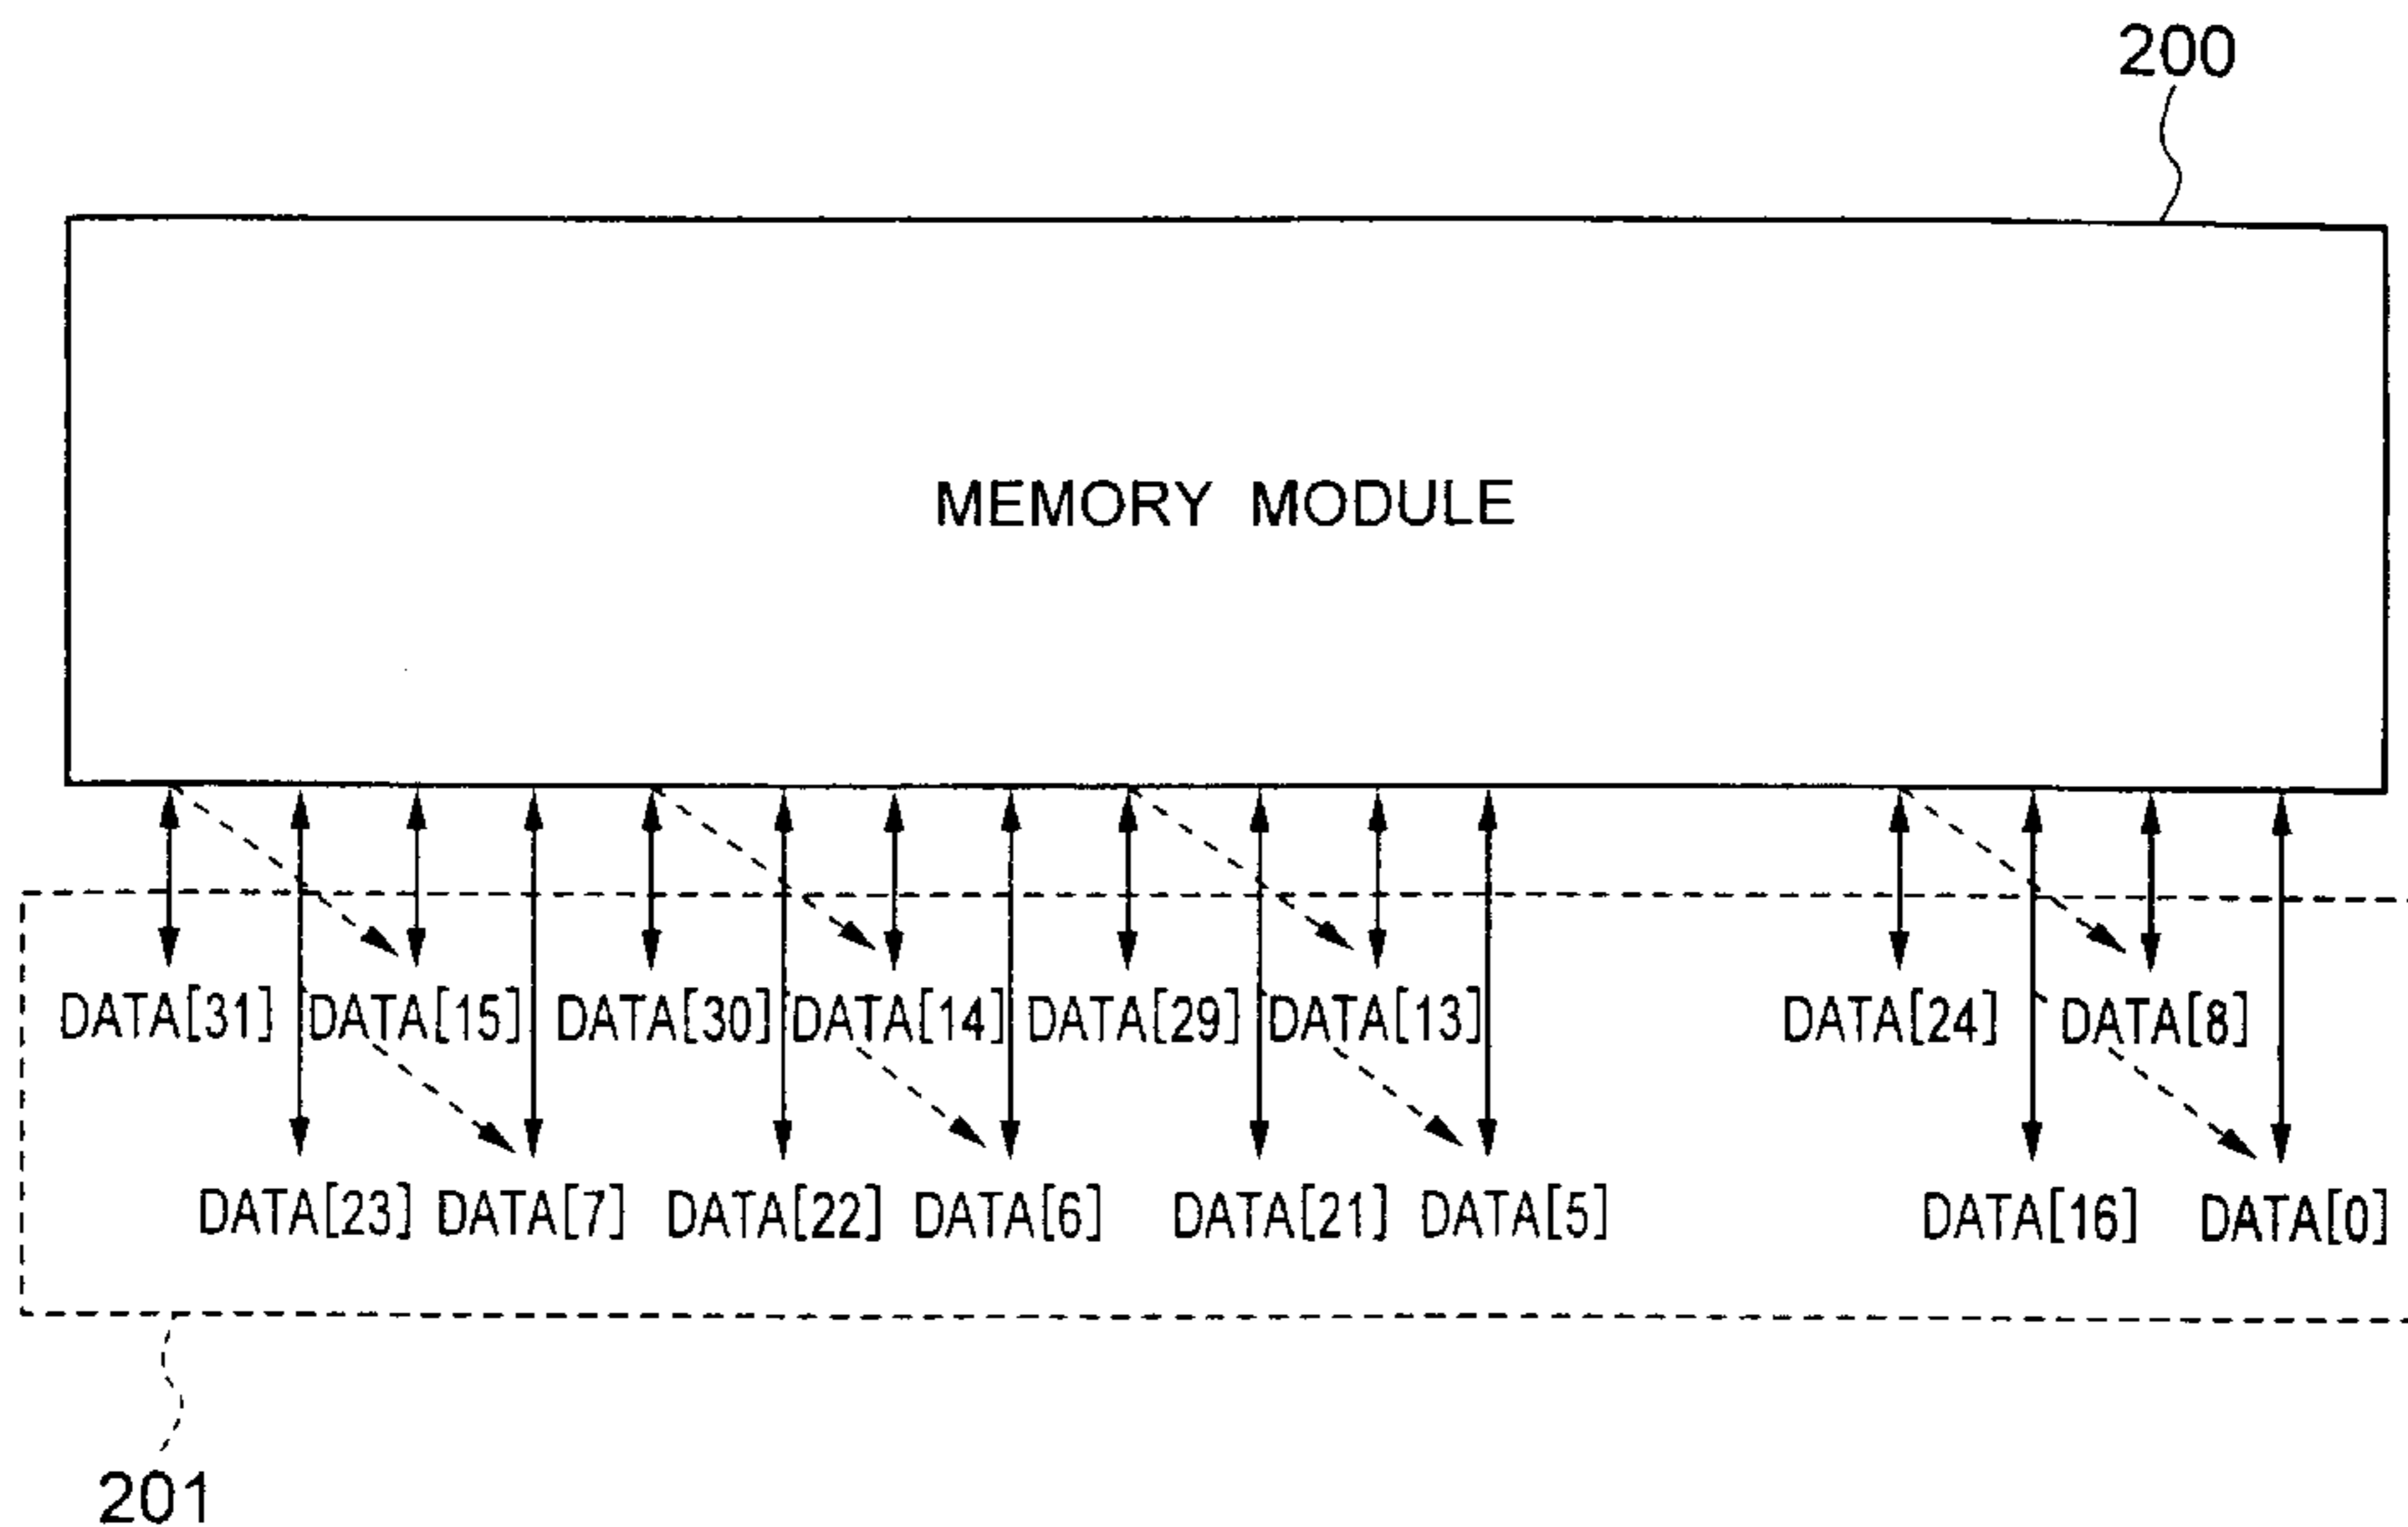 200
MEMORY MODULE
DATA[31] DATA[15] DATA[30] DATA[14] DATA[29] DATA[13] DATA[24] DATA[8]
DATA[23] DATA[7] DATA[22] DATA[6] DATA[21] DATA[5] DATA[16] DATA[0]
201